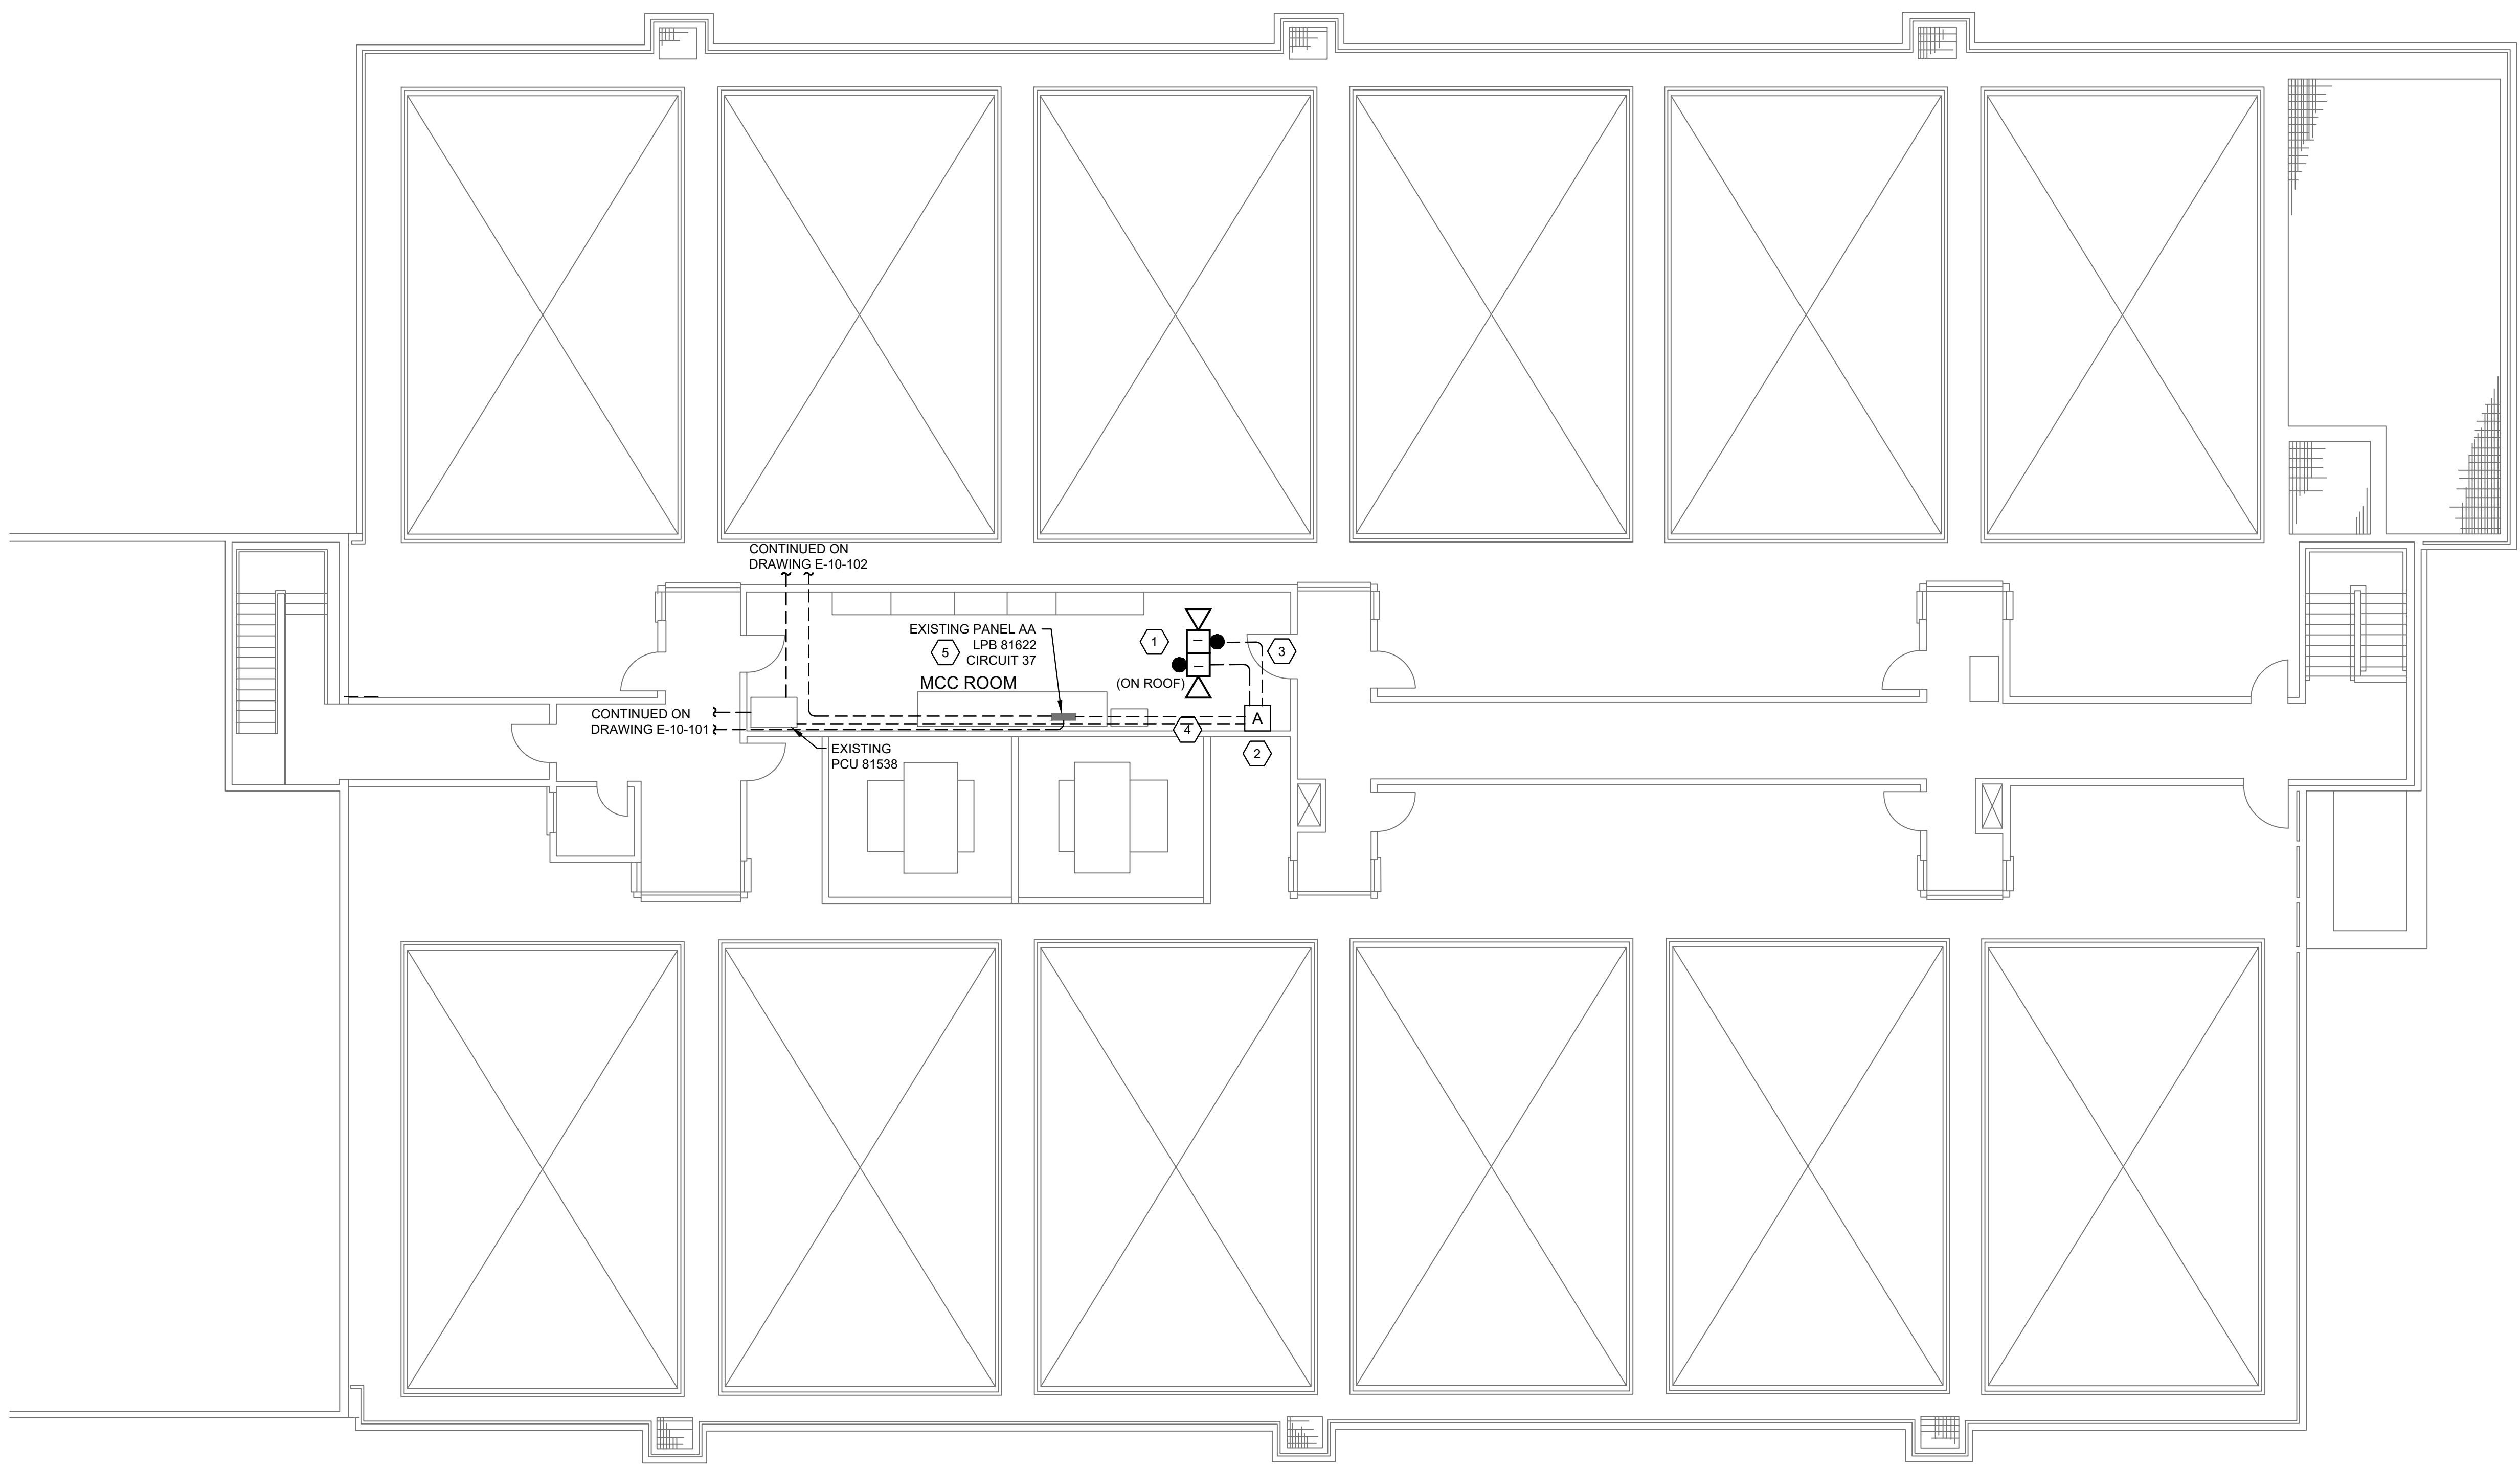 CONTINUED ON
DRAWING E-10-102
EXISTING PANEL AA
LPB 81622
CIRCUIT 37
5
MCC ROOM
1
3
(ON ROOF)
CONTINUED ON
DRAWING E-10-101
A
4
2
EXISTING
PCU 81538